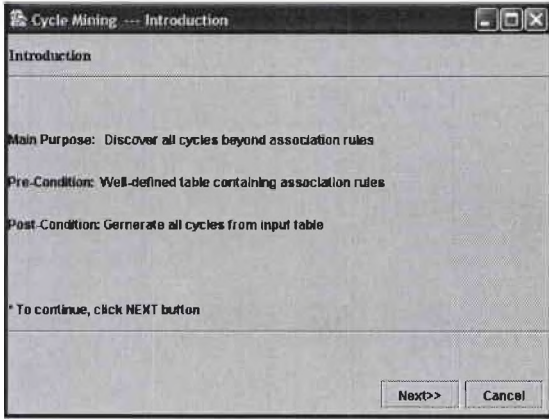 Cycle Mining --- Introduction
Introduction
Main Purpose: Discover all cycles beyond association rules
Pre-Condition: Well-defined table containing association rules
Post-Condition: Gernerate all cycles from input table
* To continue, click NEXT button
Next>> Cancel